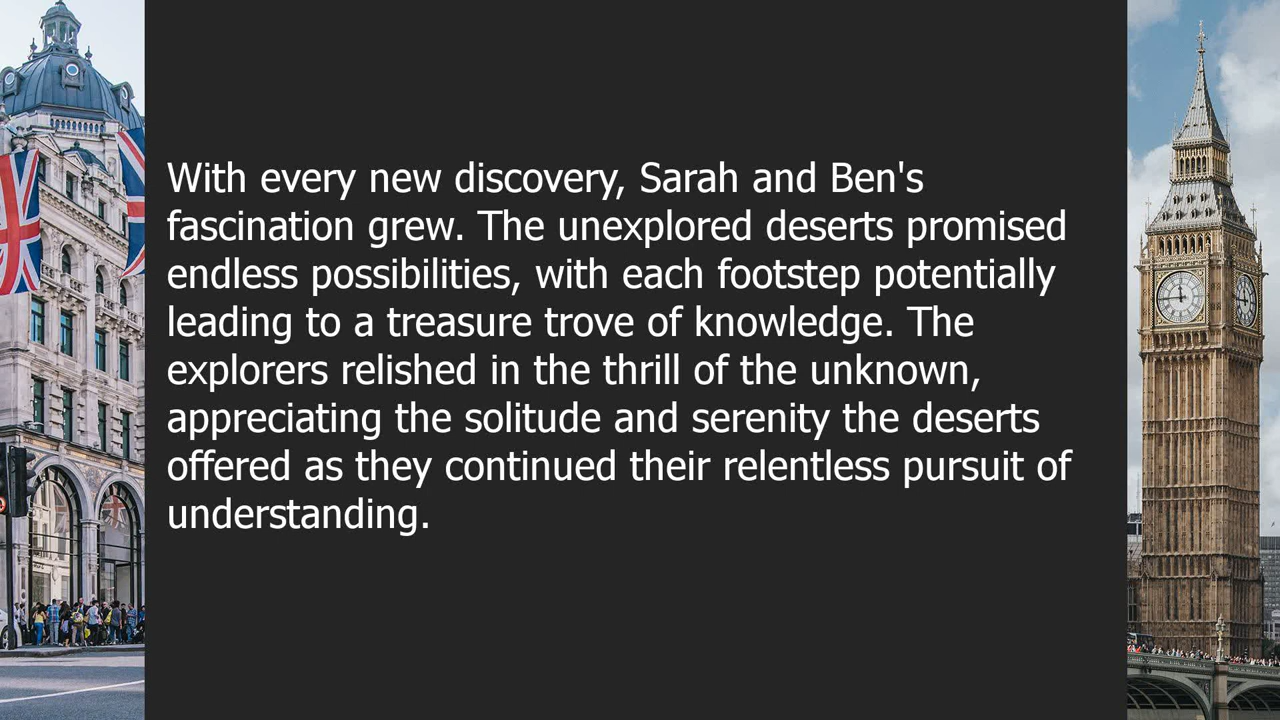 With every new discovery, Sarah and Ben's
fascination grew. The unexplored deserts promised
endless possibilities, with each footstep potentially
leading to a treasure trove of knowledge. The
explorers relished in the thrill of the unknown,
appreciating the solitude and serenity the deserts
offered as they continued their relentless pursuit of
understanding.